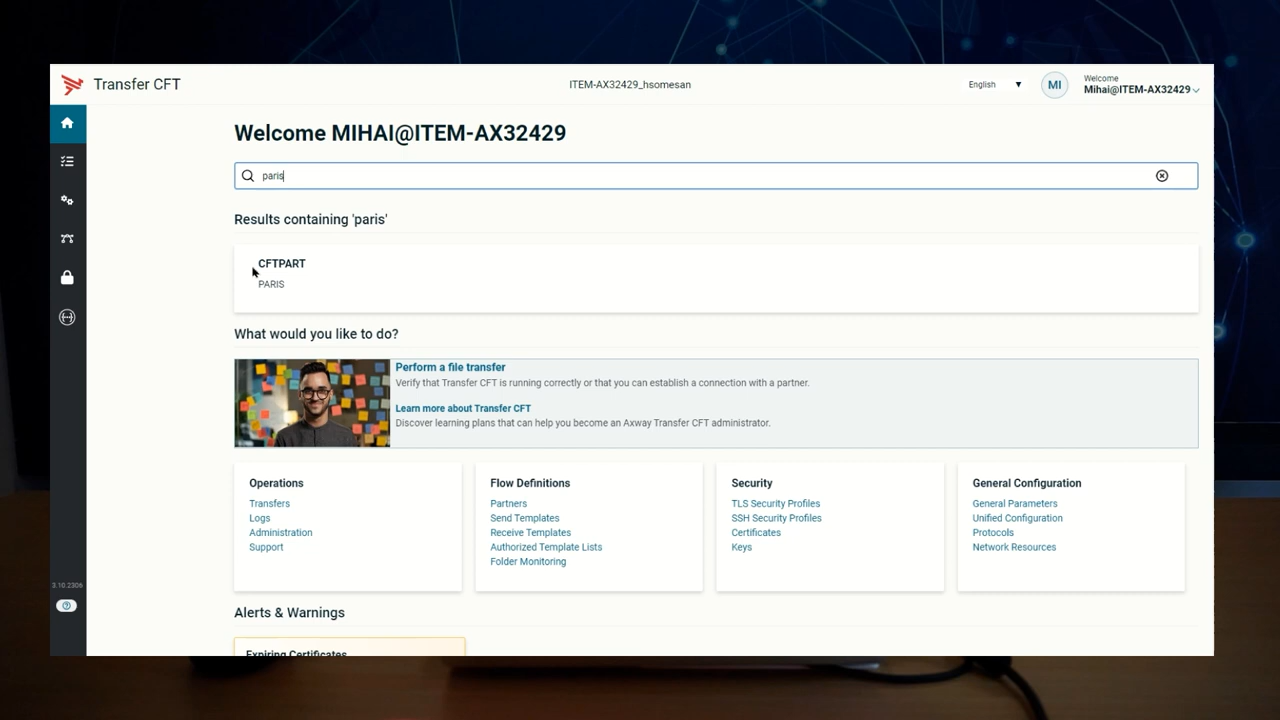 Transfer CFT
ITEM-AX32429_hsomesan
English
MI
Welcome
Mihai@ITEM-AX32429
Welcome MIHAI@ITEM-AX32429
paris
Results containing 'paris'
CFTPART
PARIS
What would you like to do?
Perform a file transfer
Verify that Transfer CFT is running correctly or that you can establish a connection with a partner.
Learn more about Transfer CFT
Discover learning plans that can help you become an Axway Transfer CFT administrator.
Operations
Transfers
Logs
Administration
Support
Flow Definitions
Partners
Send Templates
Receive Templates
Authorized Template Lists
Folder Monitoring
Security
TLS Security Profiles
SSH Security Profiles
Certificates
Keys
General Configuration
General Parameters
Unified Configuration
Protocols
Network Resources
3.10.2306
Alerts & Warnings
Expiring Certificates